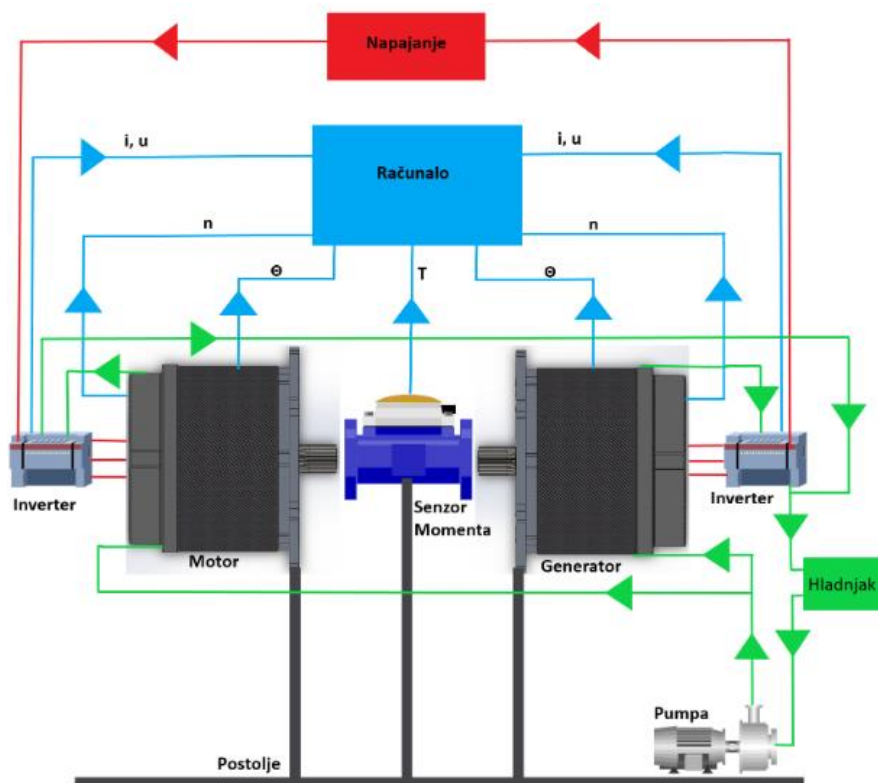 Napajanje
i, u
i, u
Računalo
n
n
Θ
T
Θ
Inverter
Senzor
Momenta
Inverter
Motor
Generator
Hladnjak
Pumpa
Postolje